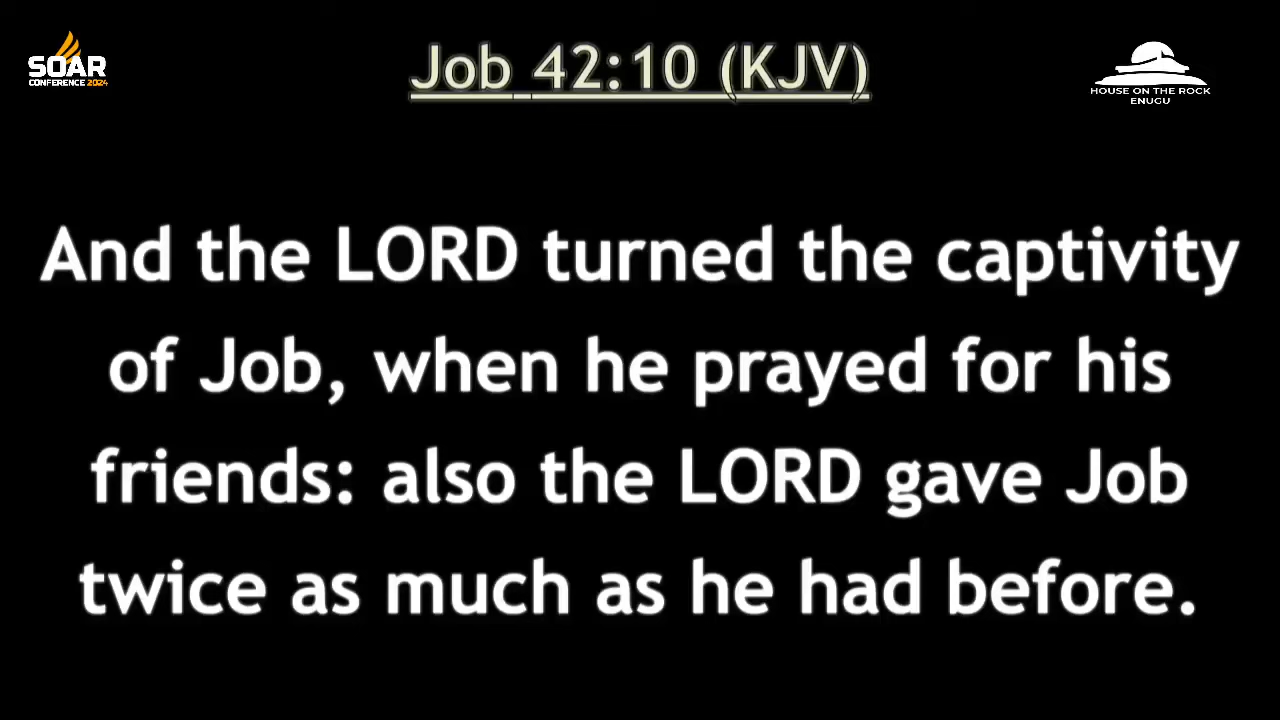 SOAR
CONFERENCE 2024
Job 42:10 (KJV)
HOUSE ON THE ROCK
ENUGU
And the LORD turned the captivity
of Job, when he prayed for his
friends: also the LORD gave Job
twice as much as he had before.